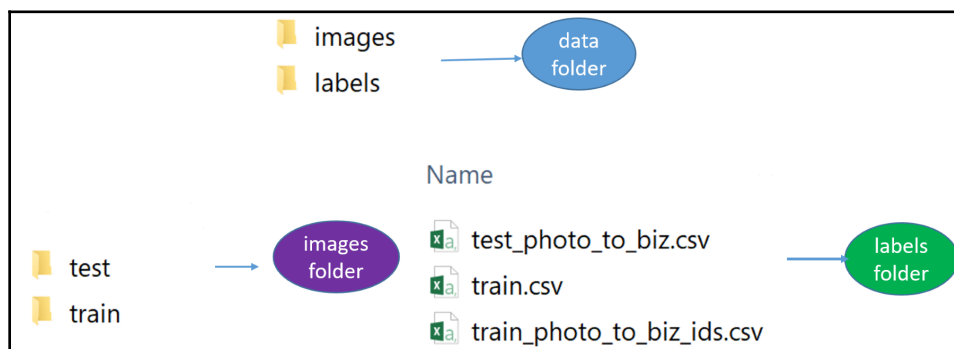 images
labels
data
folder
Name
test
train
images
folder
test_photo_to_biz.csv
train.csv
train_photo_to_biz_ids.csv
labels
folder